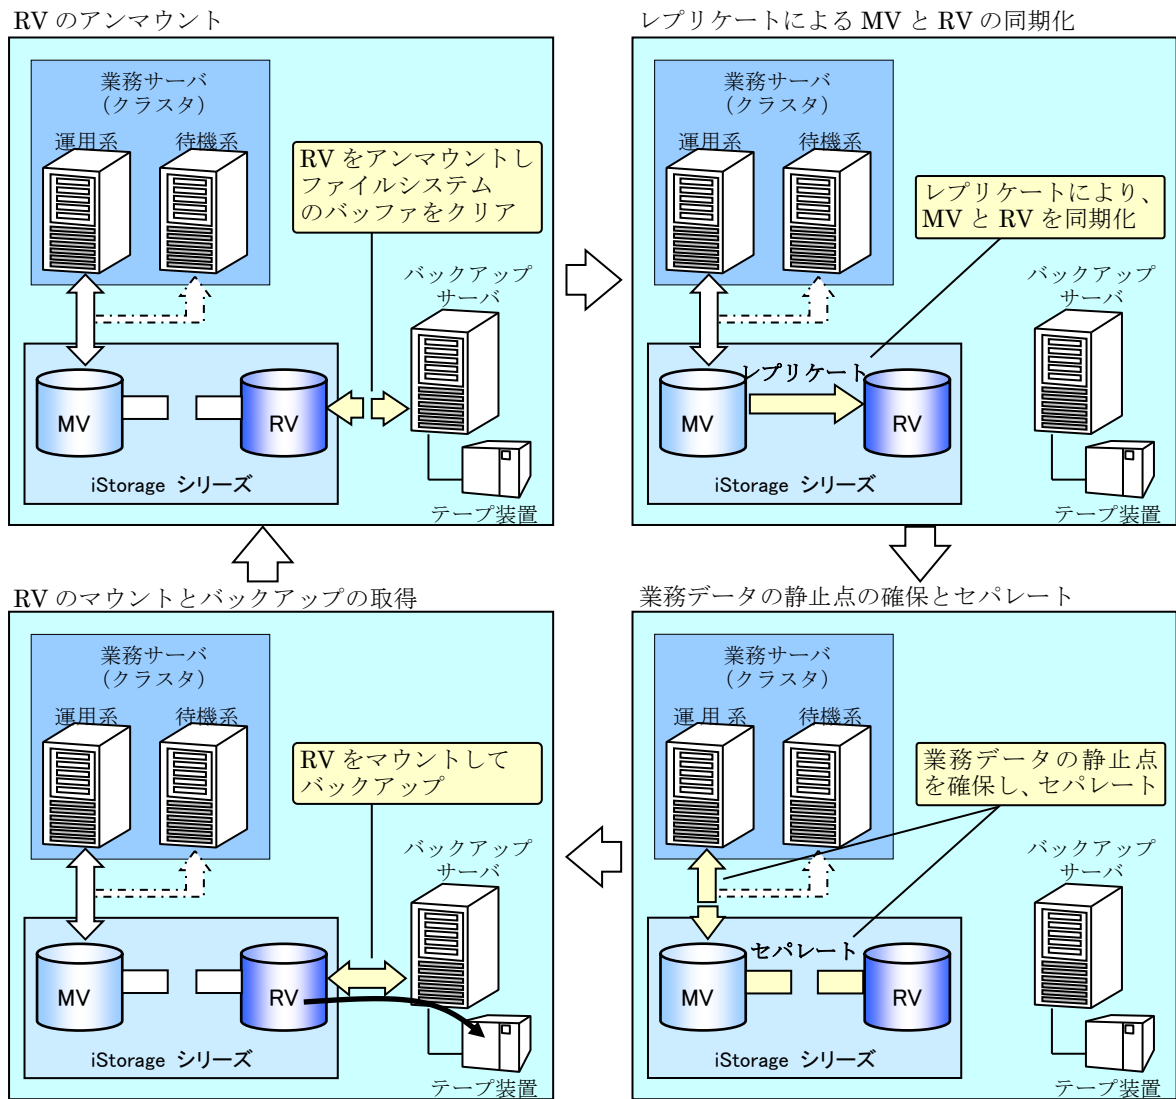 RV のアンマウント
業務サーバ
（クラスタ）
運用系
待機系
RV をアンマウントし
ファイルシステム
のバッファをクリア
バックアップ
サーバ
MV
RV
iStorage シリーズ
テープ装置
レプリケートによる MV と RV の同期化
業務サーバ
（クラスタ）
運用系
待機系
レプリケートにより、
MV と RV を同期化
バックアップ
サーバ
レプリケート
MV
RV
iStorage シリーズ
テープ装置
RV のマウントとバックアップの取得
業務サーバ
（クラスタ）
運用系
待機系
RV をマウントして
バックアップ
バックアップ
サーバ
MV
RV
iStorage シリーズ
テープ装置
業務データの静止点の確保とセパレート
業務サーバ
（クラスタ）
運用系
待機系
業務データの静止点
を確保し、セパレート
バックアップ
サーバ
セパレート
MV
RV
iStorage シリーズ
テープ装置